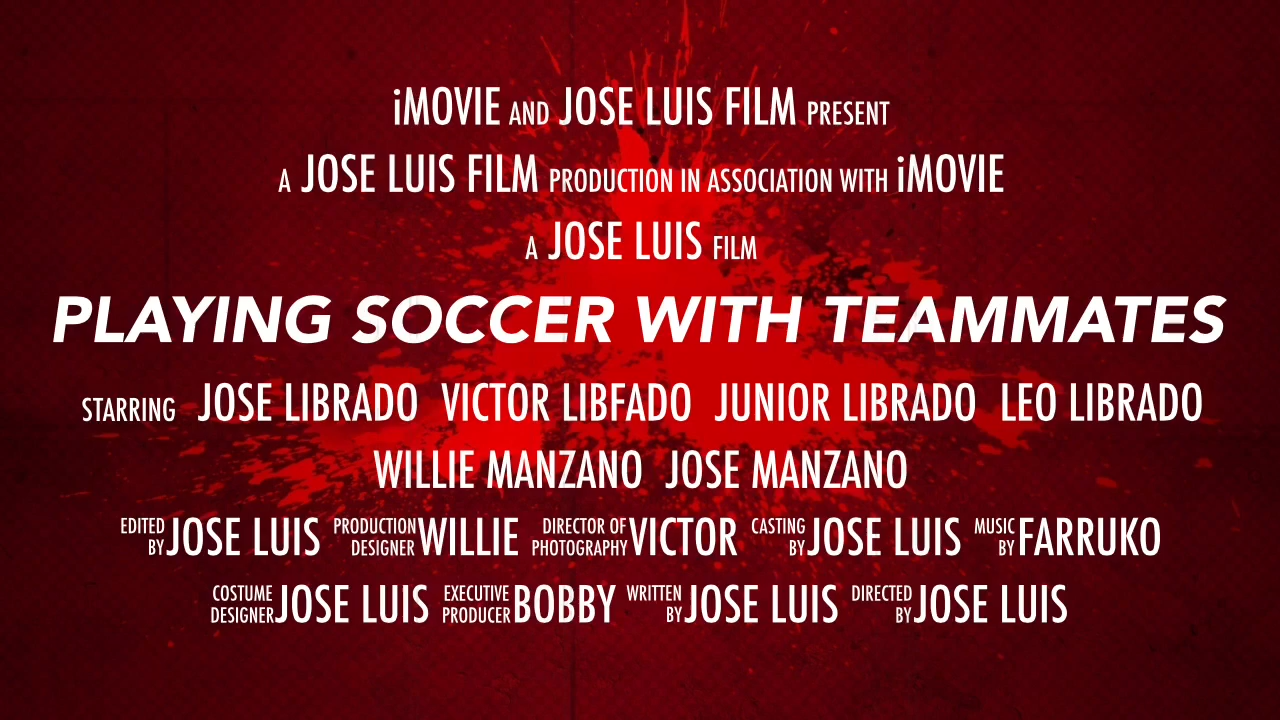 iMOVIE AND JOSE LUIS FILM PRESENT
A JOSE LUIS FILM PRODUCTION IN ASSOCIATION WITH iMOVIE
A JOSE LUIS FILM
PLAYING SOCCER WITH TEAMMATES
STARRING JOSE LIBRADO VICTOR LIBFADO JUNIOR LIBRADO LEO LIBRADO
WILLIE MANZANO JOSE MANZANO
EDITED BY JOSE LUIS PRODUCTION DESIGNER WILLIE DIRECTOR OF PHOTOGRAPHY VICTOR CASTING BY JOSE LUIS MUSIC BY FARRUKO
COSTUME DESIGNER JOSE LUIS EXECUTIVE PRODUCER BOBBY WRITTEN BY JOSE LUIS DIRECTED BY JOSE LUIS